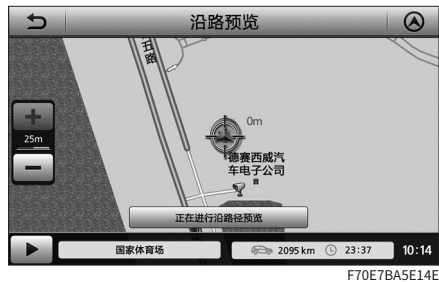 沿路预览
五路
0m
25m
德赛西威汽
车电子公司
正在进行沿路径预览
国家体育场
2095 km
23:37
10:14
F70E7BA5E14E